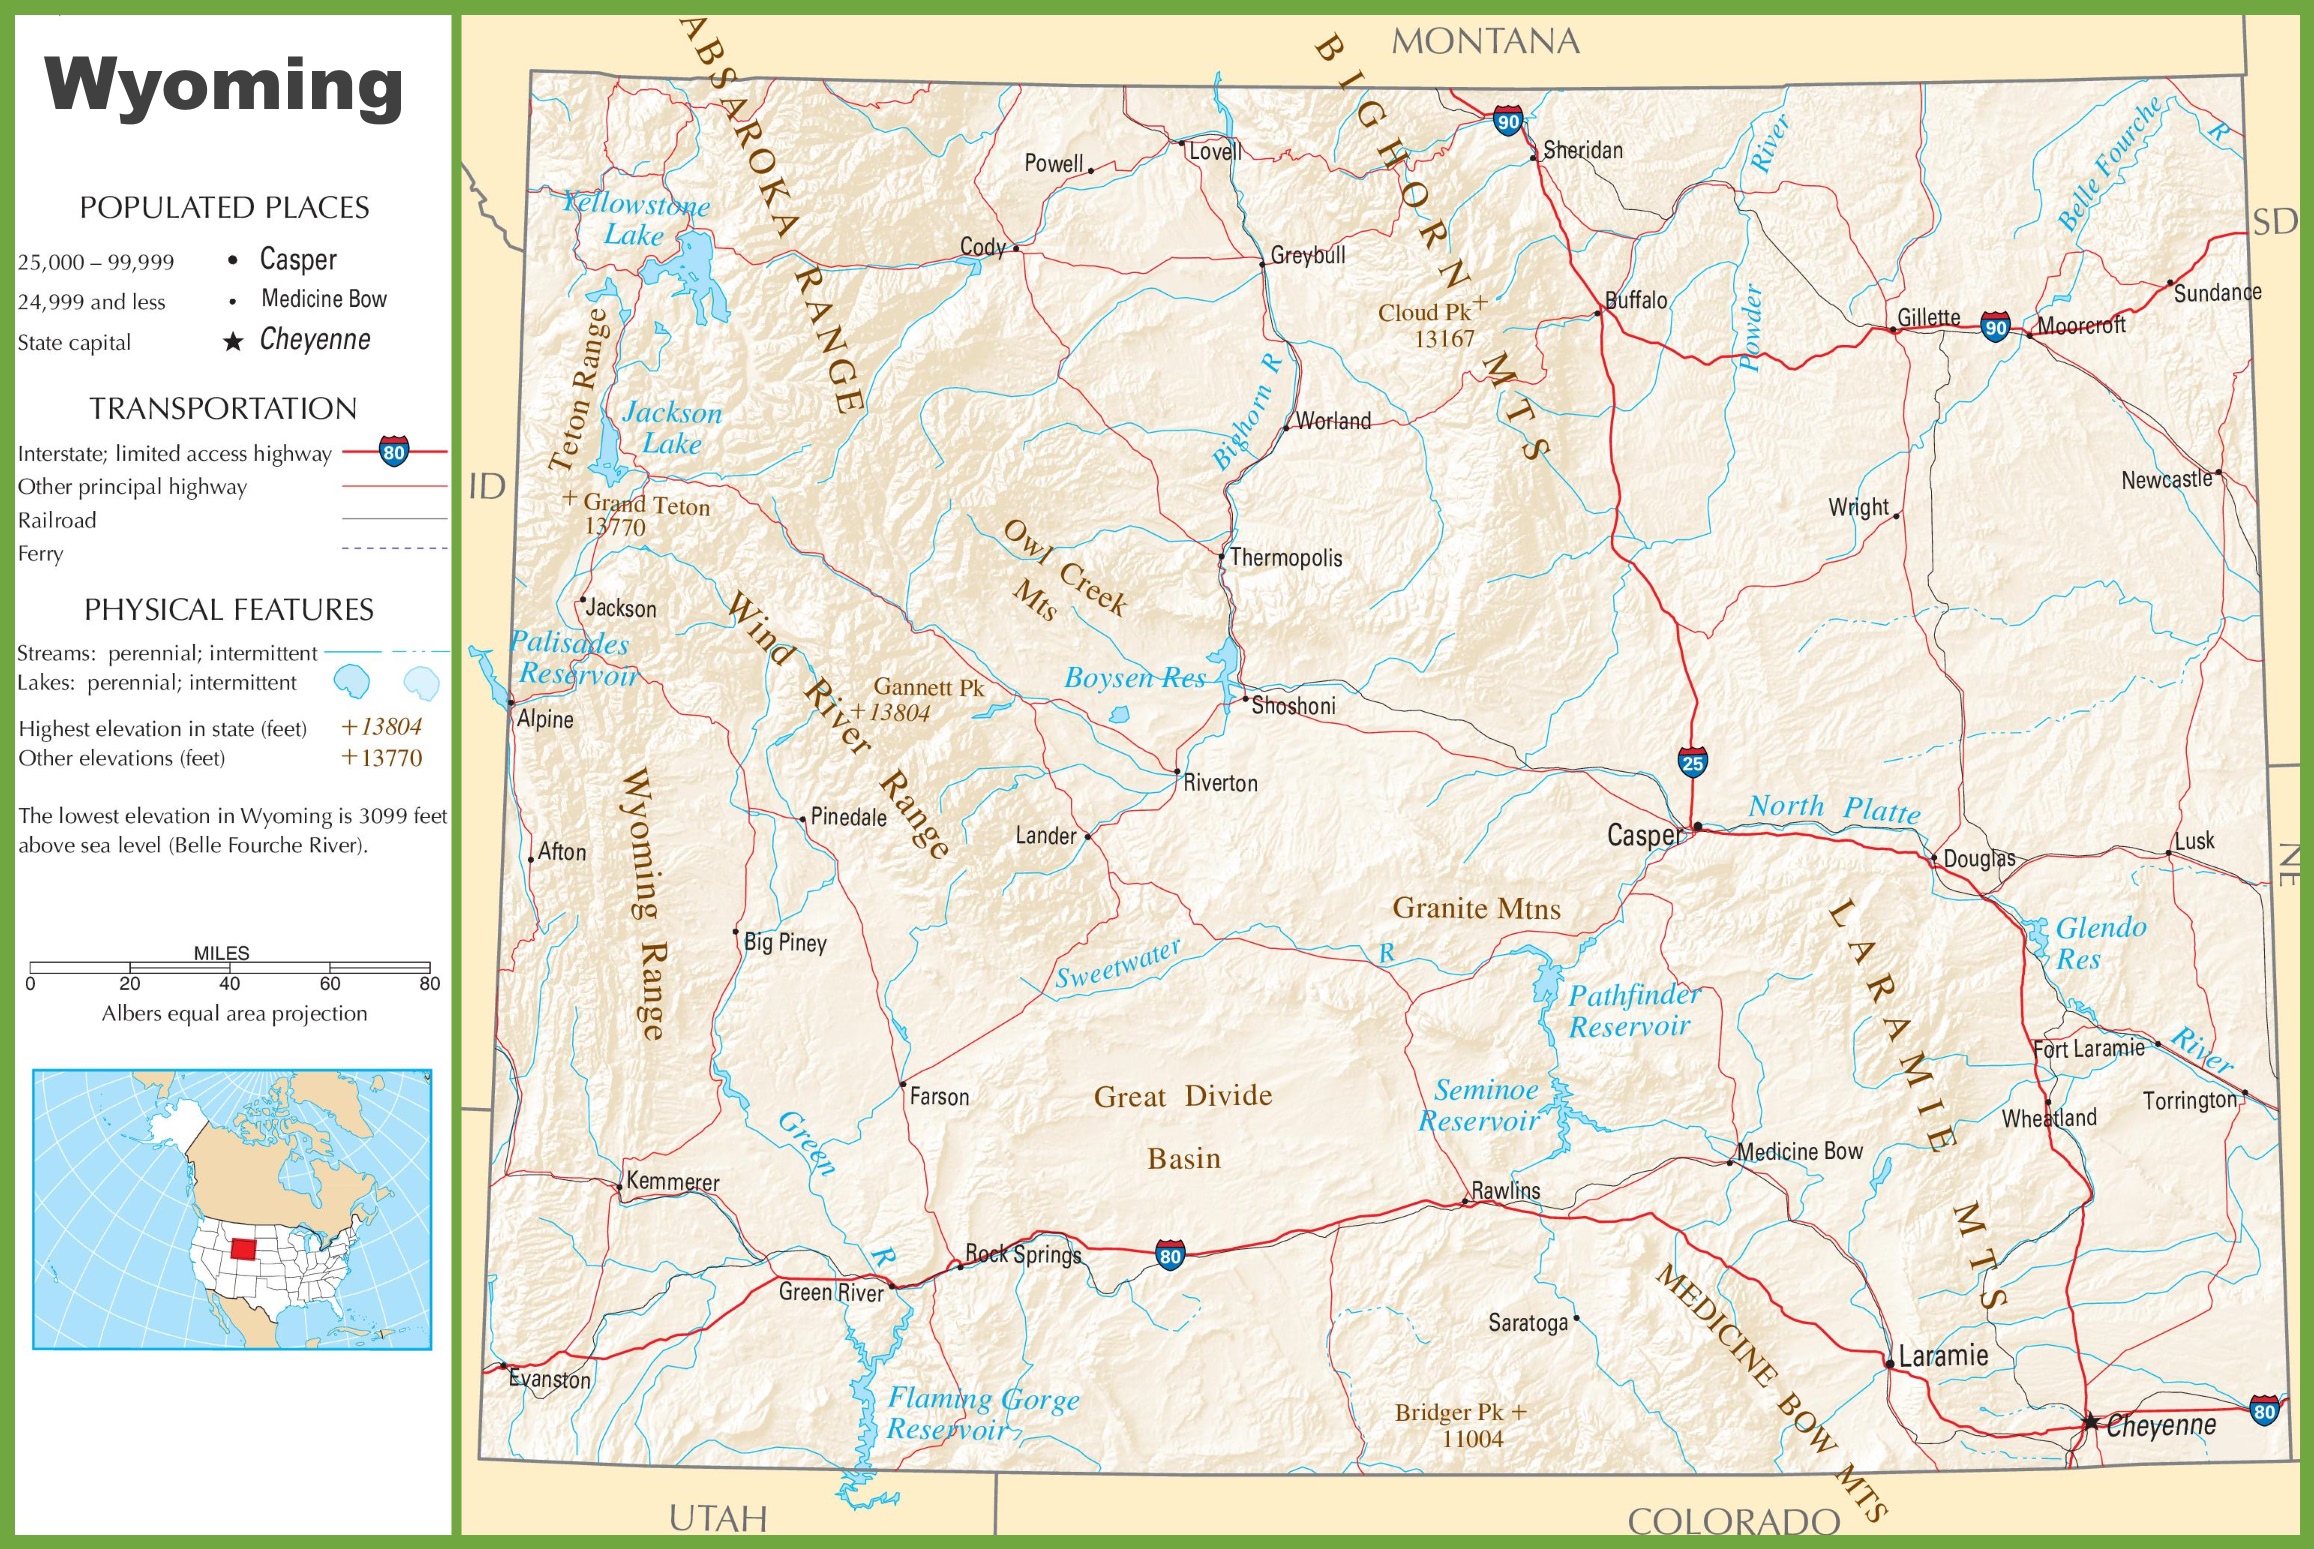 Wyoming
POPULATED PLACES
25,000 – 99,999 Casper
24,999 and less Medicine Bow
State capital Cheyenne
TRANSPORTATION
Interstate; limited access highway 80
Other principal highway
Railroad
Ferry
PHYSICAL FEATURES
Streams: perennial; intermittent
Lakes: perennial; intermittent
Highest elevation in state (feet) +13804
Other elevations (feet) +13770
The lowest elevation in Wyoming is 3099 feet
above sea level (Belle Fourche River).
MILES
0 20 40 60 80
Albers equal area projection
MONTANA
SD
ID
NE
UTAH
COLORADO
ABSAROKA RANGE
BIGHORN MTS
90
Sheridan
River
Belle Fourche
R
Powell
Lovell
Yellowstone
Lake
Cody
Greybull
Teton Range
Cloud Pk +
13167
Buffalo
Powder
Gillette
90
Moorcroft
Sundance
Jackson
Lake
Bighorn R
Worland
Newcastle
+ Grand Teton
13770
Wright
Owl Creek
Mts
Thermopolis
Jackson
Wind River Range
Palisades
Reservoir
Boysen Res
Gannett Pk
+13804
Shoshoni
Alpine
25
Riverton
Wyoming Range
Pinedale
Lander
North Platte
Casper
Douglas
Lusk
Afton
Granite Mtns
LARAMIE MTS
Glendo
Res
Big Piney
Sweetwater
R
Pathfinder
Reservoir
Fort Laramie
River
Farson
Great Divide
Basin
Seminoe
Reservoir
Wheatland
Torrington
Green
R
Medicine Bow
Kemmerer
Rawlins
Rock Springs
80
Green River
MEDICINE BOW MTS
Saratoga
Laramie
Evanston
Flaming Gorge
Reservoir
Bridger Pk +
11004
Cheyenne
80